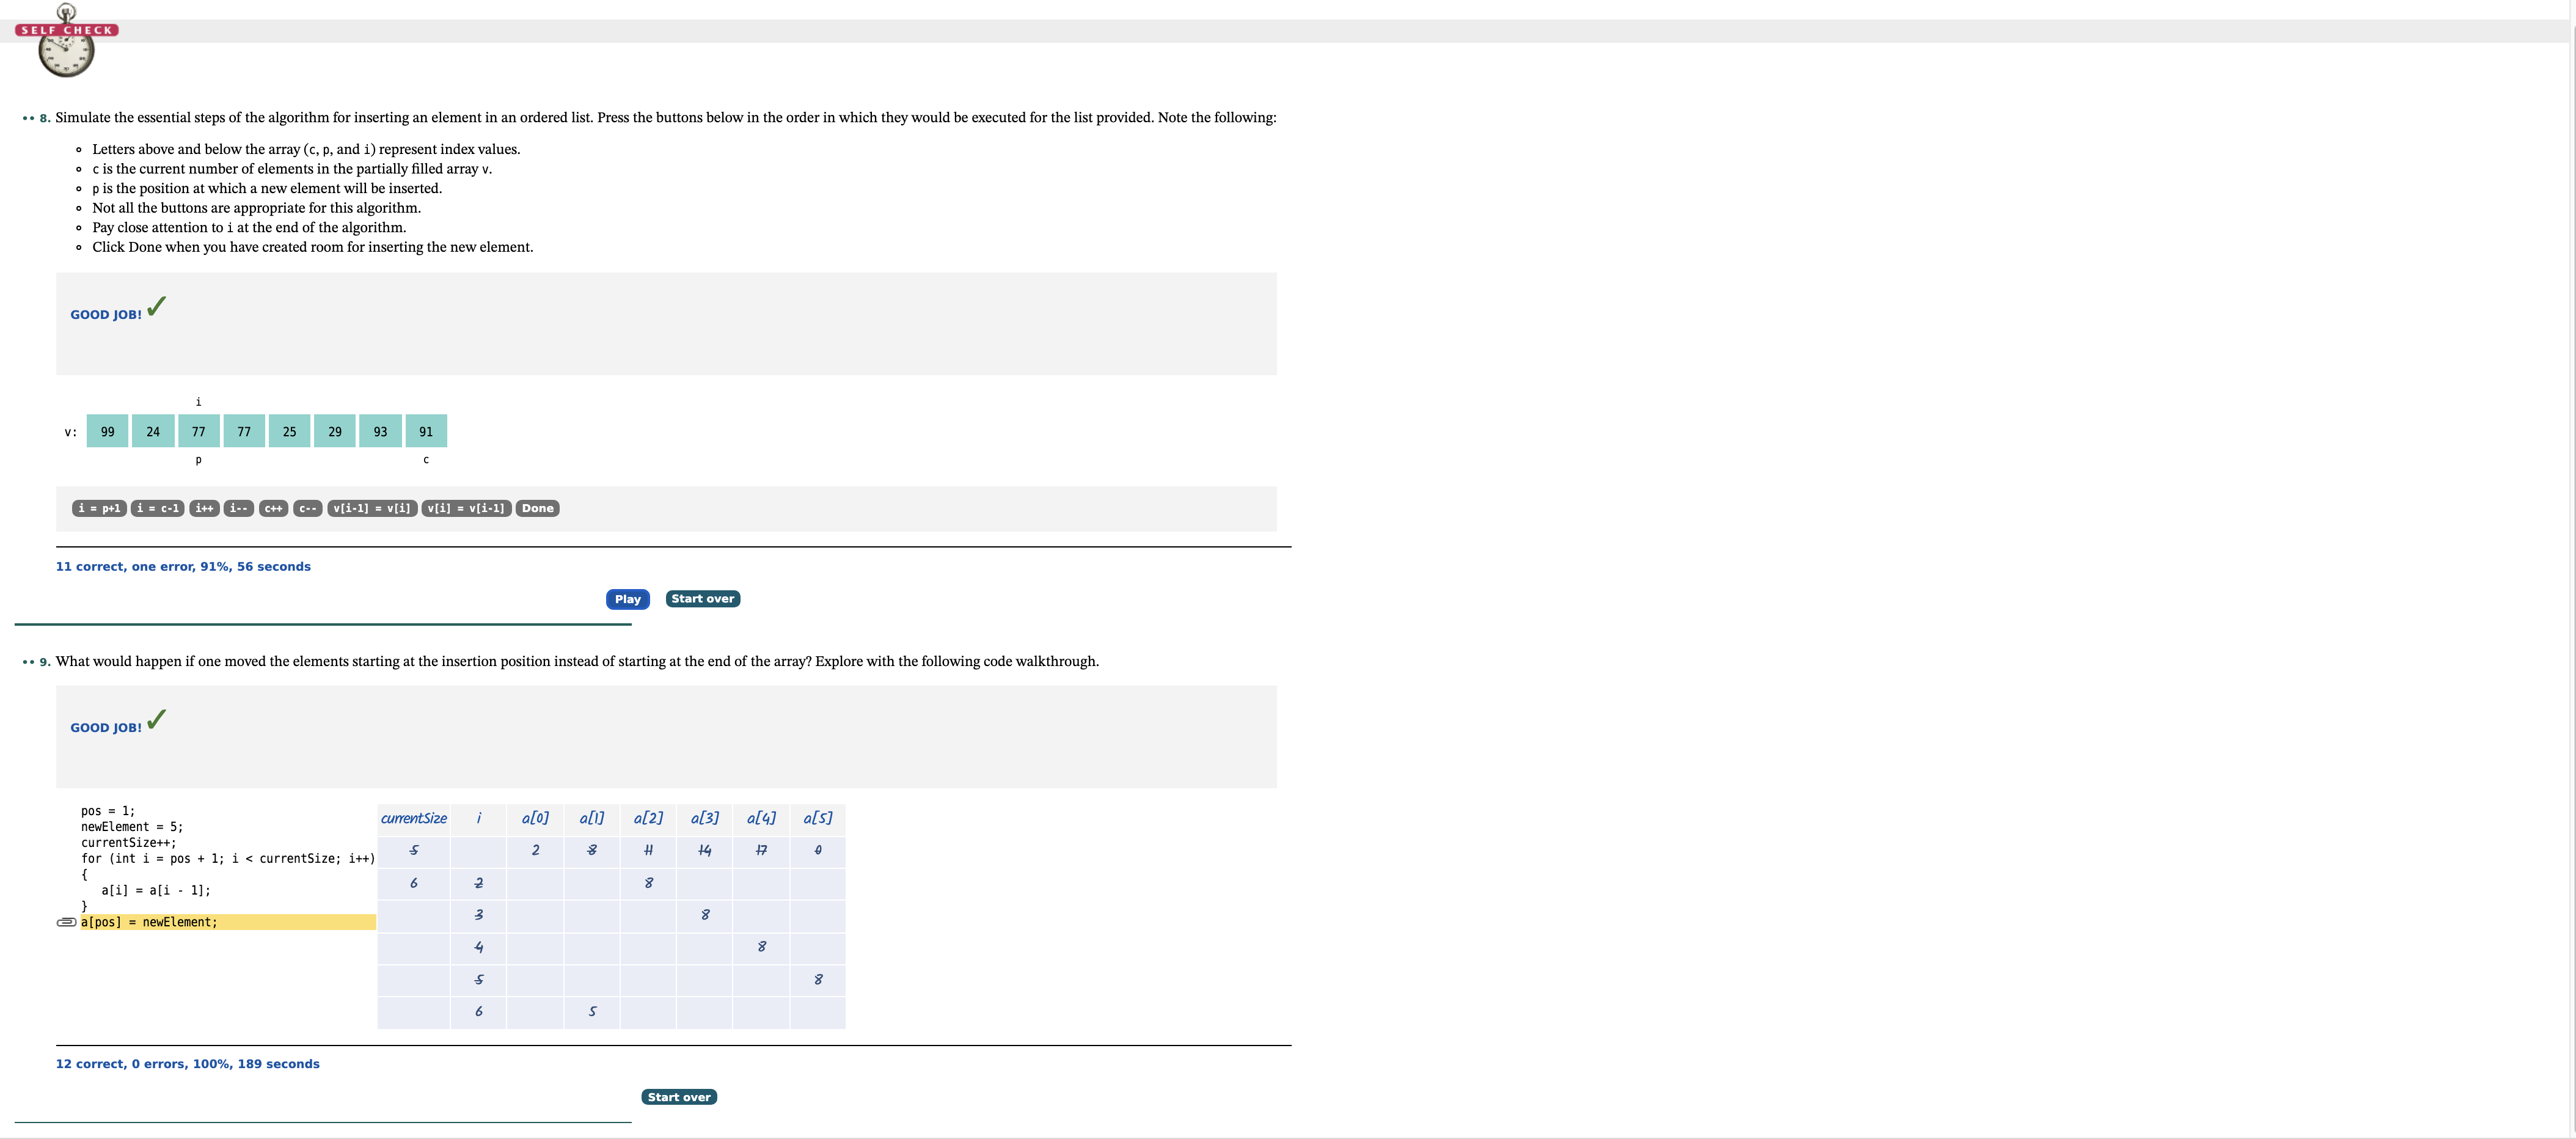 SELF CHECK
•• 8. Simulate the essential steps of the algorithm for inserting an element in an ordered list. Press the buttons below in the order in which they would be executed for the list provided. Note the following:
Letters above and below the array (c, p, and i) represent index values.
c is the current number of elements in the partially filled array v.
p is the position at which a new element will be inserted.
Not all the buttons are appropriate for this algorithm.
Pay close attention to i at the end of the algorithm.
Click Done when you have created room for inserting the new element.
GOOD JOB! ✓
i
v: 99 24 77 77 25 29 93 91
p c
i = p+1 i = c-1 i++ i-- c++ c-- v[i-1] = v[i] v[i] = v[i-1] Done
11 correct, one error, 91%, 56 seconds
Play Start over
•• 9. What would happen if one moved the elements starting at the insertion position instead of starting at the end of the array? Explore with the following code walkthrough.
GOOD JOB! ✓
pos = 1;
newElement = 5;
currentSize++;
for (int i = pos + 1; i < currentSize; i++)
{
a[i] = a[i - 1];
}
a[pos] = newElement;
currentSize i a[0] a[1] a[2] a[3] a[4] a[5]
5 2 8 11 14 17 0
6 2 8
3 8
4 8
5 8
6 5
12 correct, 0 errors, 100%, 189 seconds
Start over